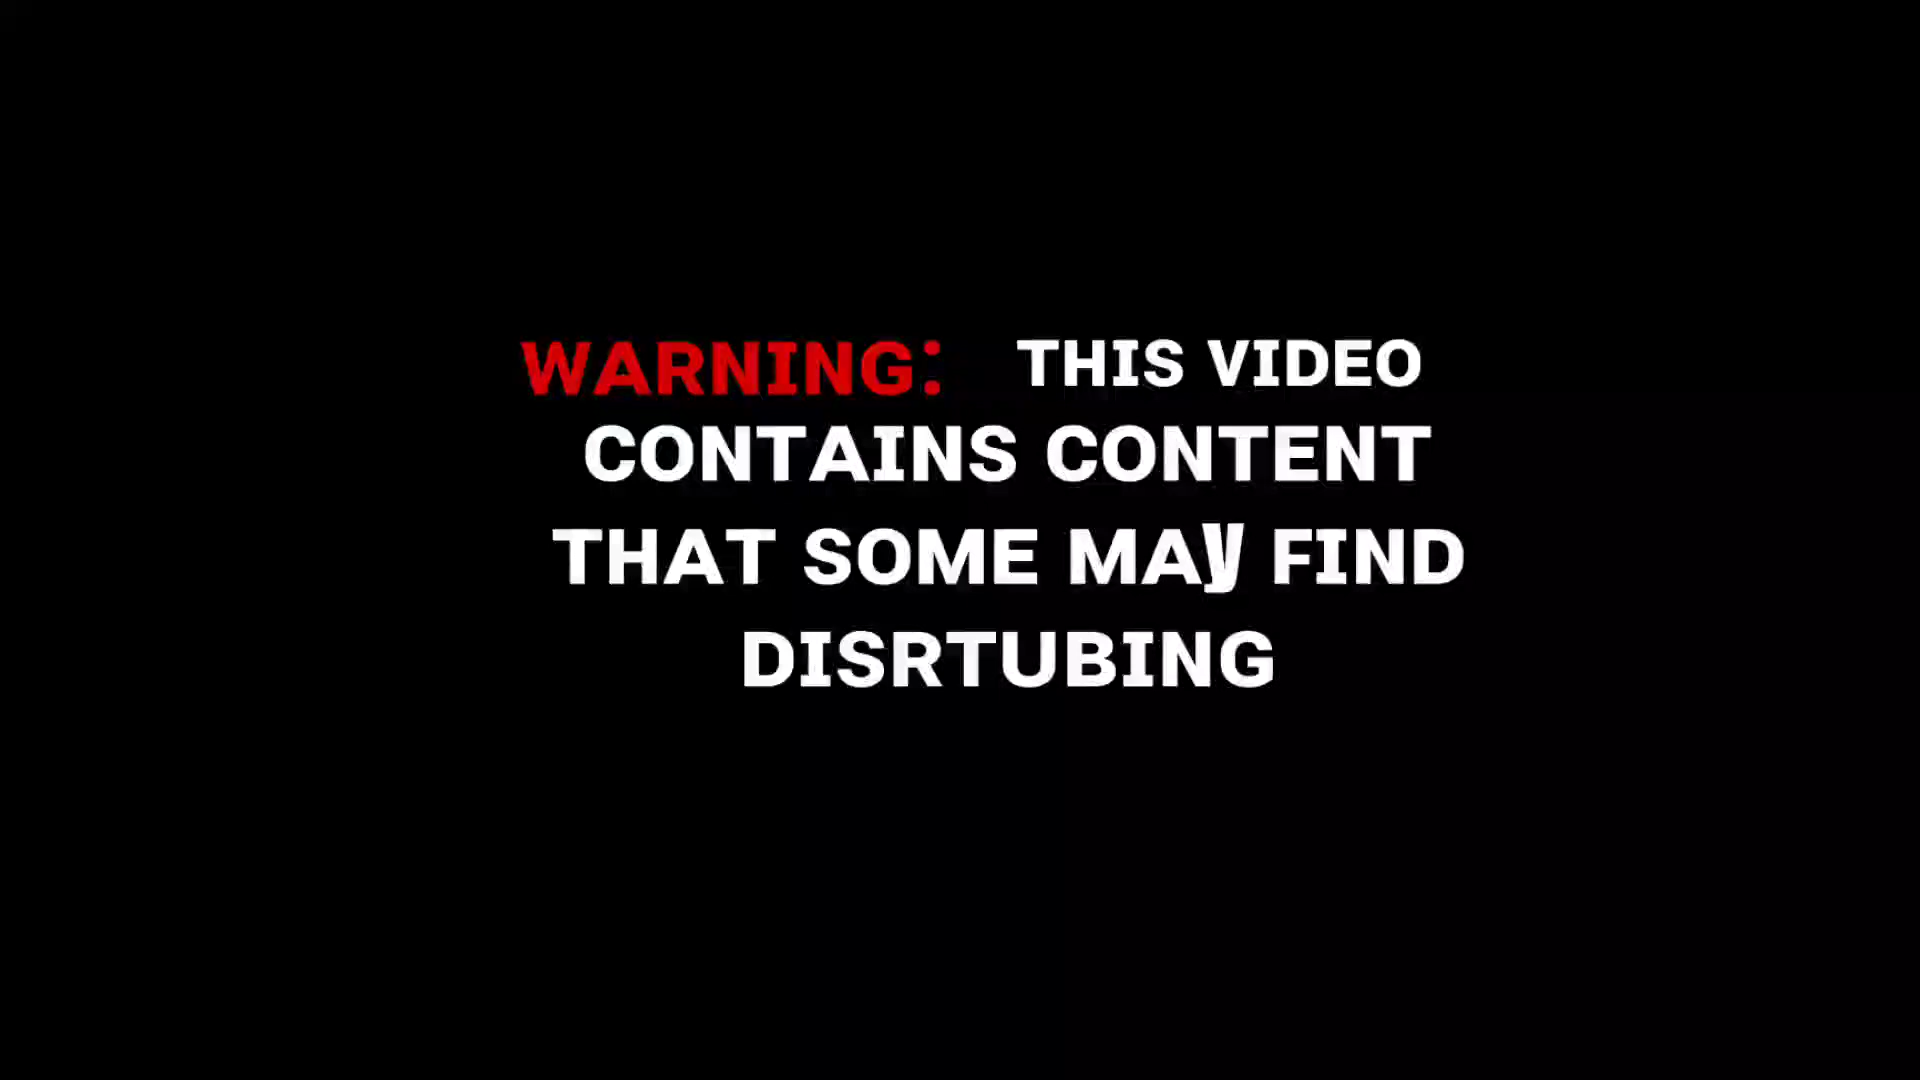 WARNING: THIS VIDEO
CONTAINS CONTENT
THAT SOME MAy FIND
DISRTUBING